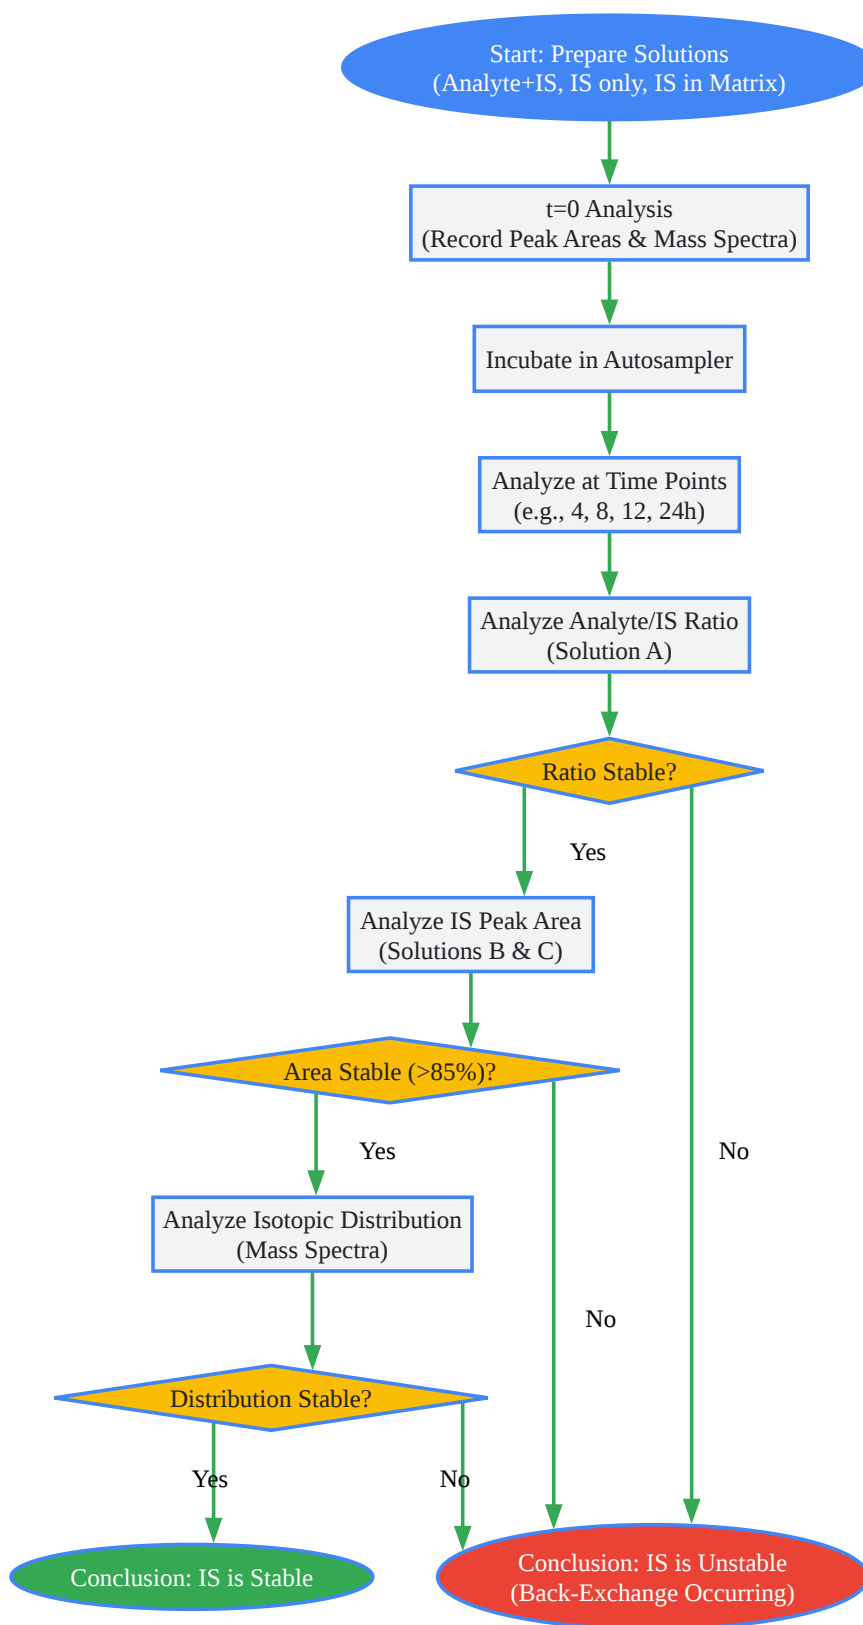 Start: Prepare Solutions
(Analyte+IS, IS only, IS in Matrix)
t=0 Analysis
(Record Peak Areas & Mass Spectra)
Incubate in Autosampler
Analyze at Time Points
(e.g., 4, 8, 12, 24h)
Analyze Analyte/IS Ratio
(Solution A)
Ratio Stable?
Yes
Analyze IS Peak Area
(Solutions B & C)
Area Stable (>85%)?
Yes
No
Analyze Isotopic Distribution
(Mass Spectra)
No
Distribution Stable?
Yes
No
Conclusion: IS is Stable
Conclusion: IS is Unstable
(Back-Exchange Occurring)